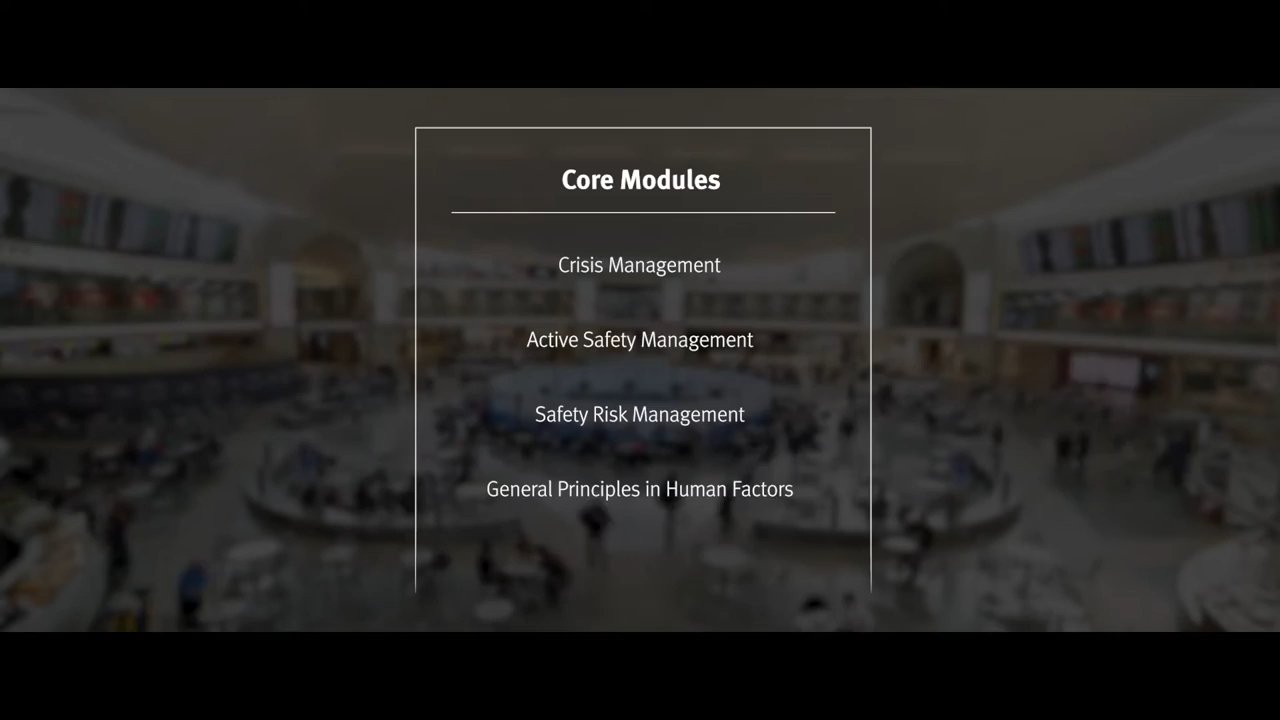 Core Modules
Crisis Management
Active Safety Management
Safety Risk Management
General Principles in Human Factors